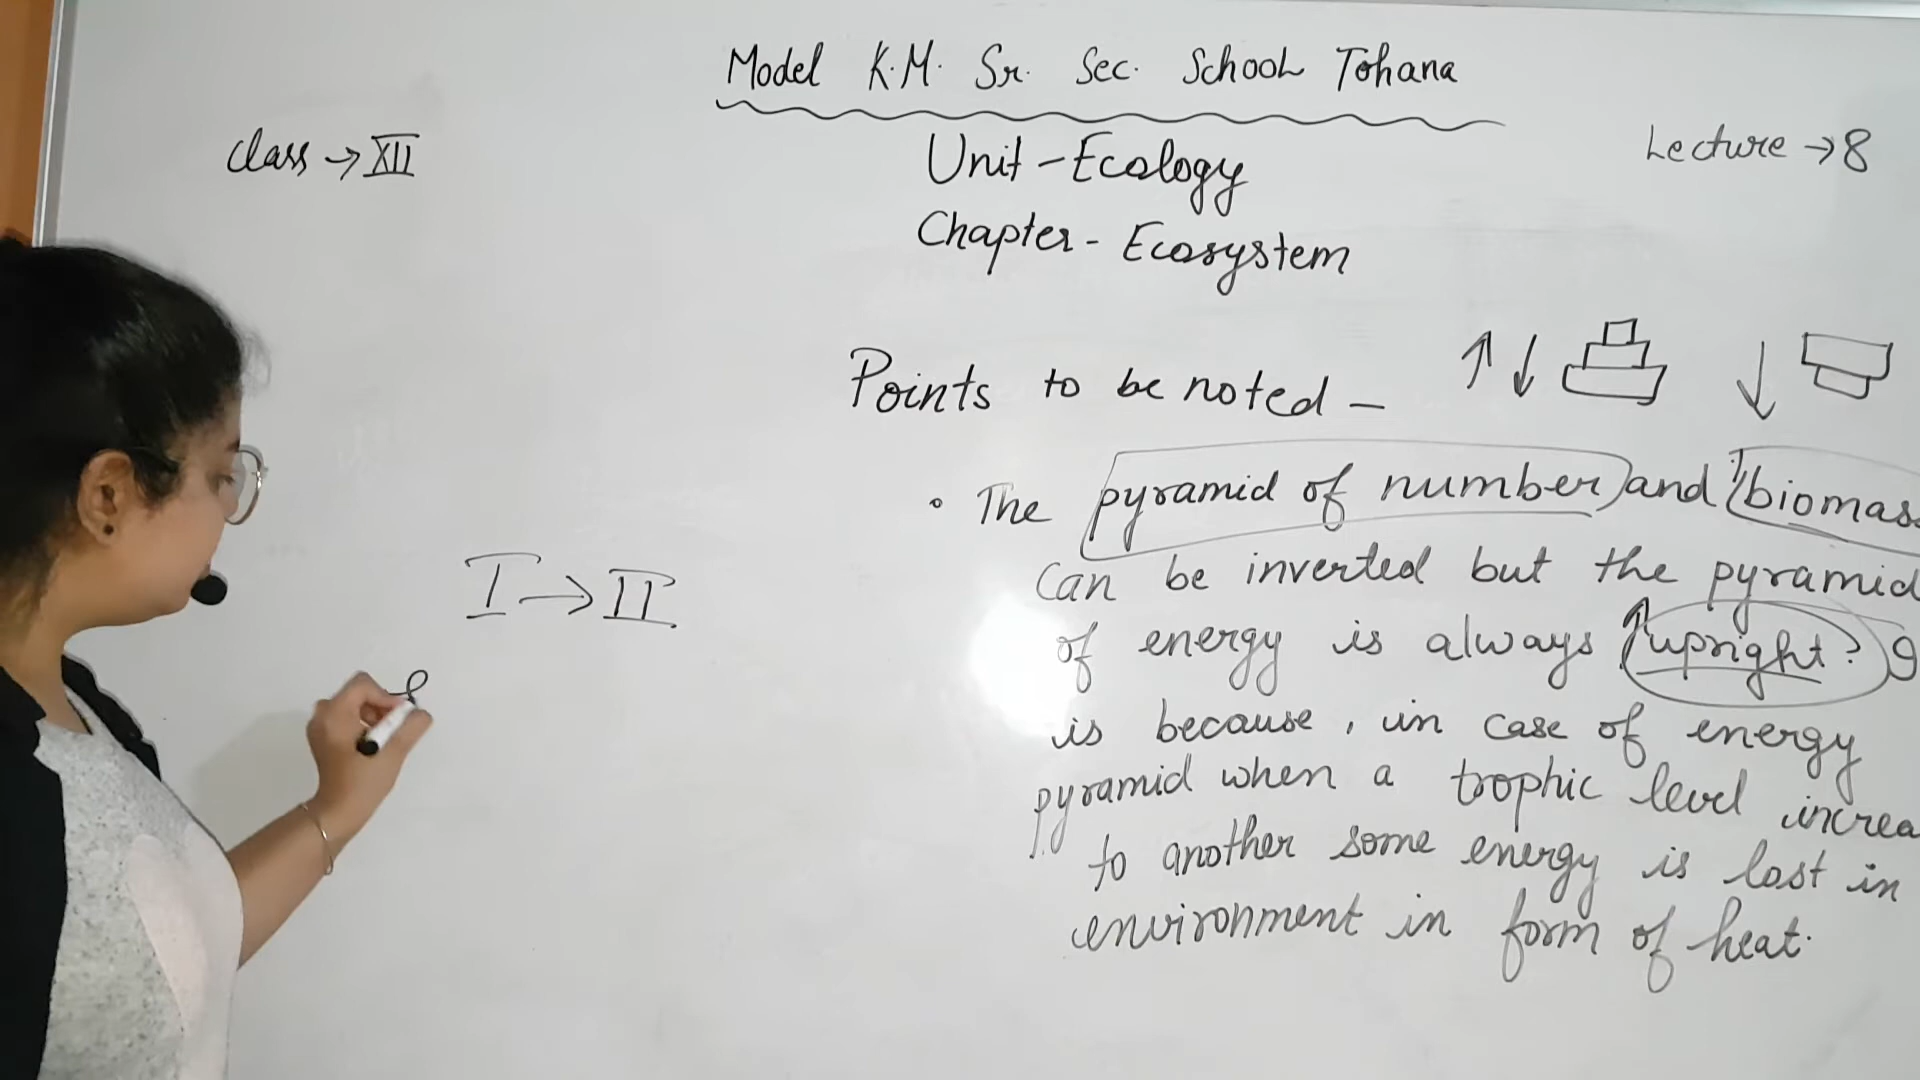 Model K.M. Sr. Sec. School Tohana
Class → XII
Unit - Ecology
Lecture → 8
Chapter - Ecosystem
Points to be noted -
• The pyramid of number and biomass
can be inverted but the pyramid
of energy is always upright?
is because, in case of energy
pyramid when a trophic level increa
to another some energy is lost in
environment in form of heat.
I → II